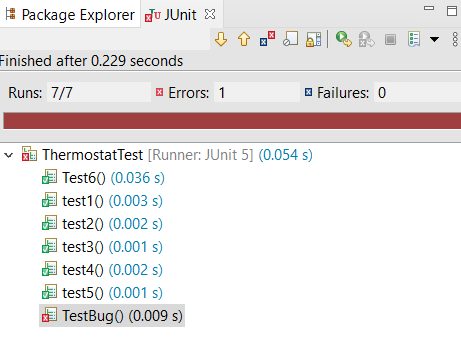 Package Explorer JUnit
Finished after 0.229 seconds
Runs: 7/7 Errors: 1 Failures: 0
ThermostatTest [Runner: JUnit 5] (0.054 s)
Test6() (0.036 s)
test1() (0.003 s)
test2() (0.002 s)
test3() (0.001 s)
test4() (0.002 s)
test5() (0.001 s)
TestBug() (0.009 s)